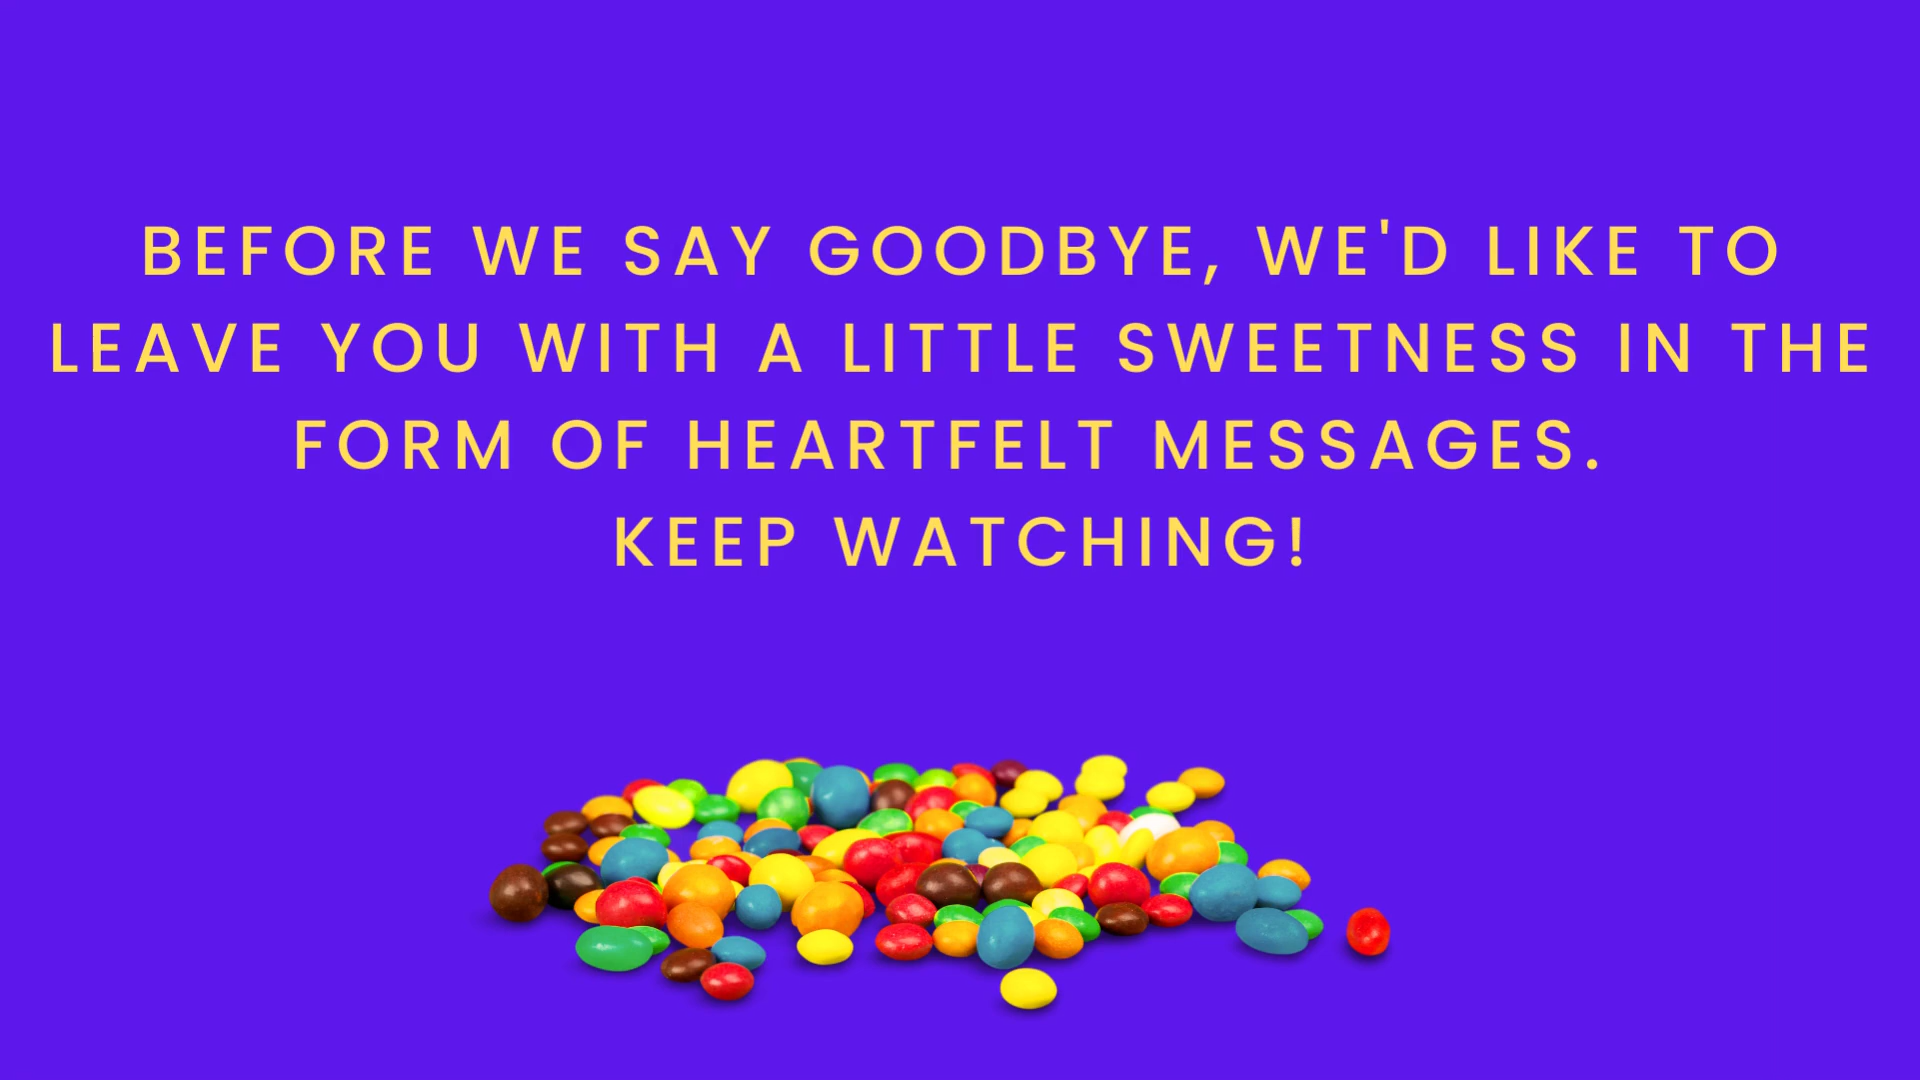 BEFORE WE SAY GOODBYE, WE'D LIKE TO
LEAVE YOU WITH A LITTLE SWEETNESS IN THE
FORM OF HEARTFELT MESSAGES.
KEEP WATCHING!